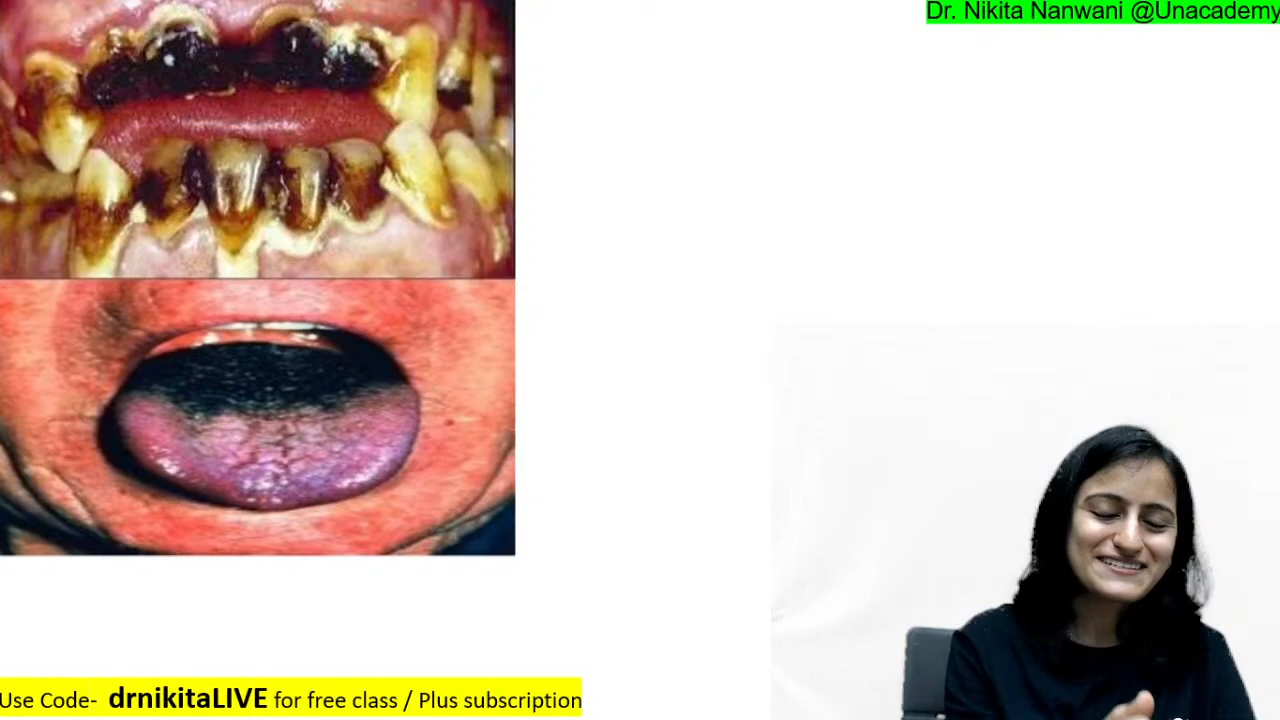 Dr. Nikita Nanwani @Unacademy
Use Code- drnikitaLIVE for free class / Plus subscription